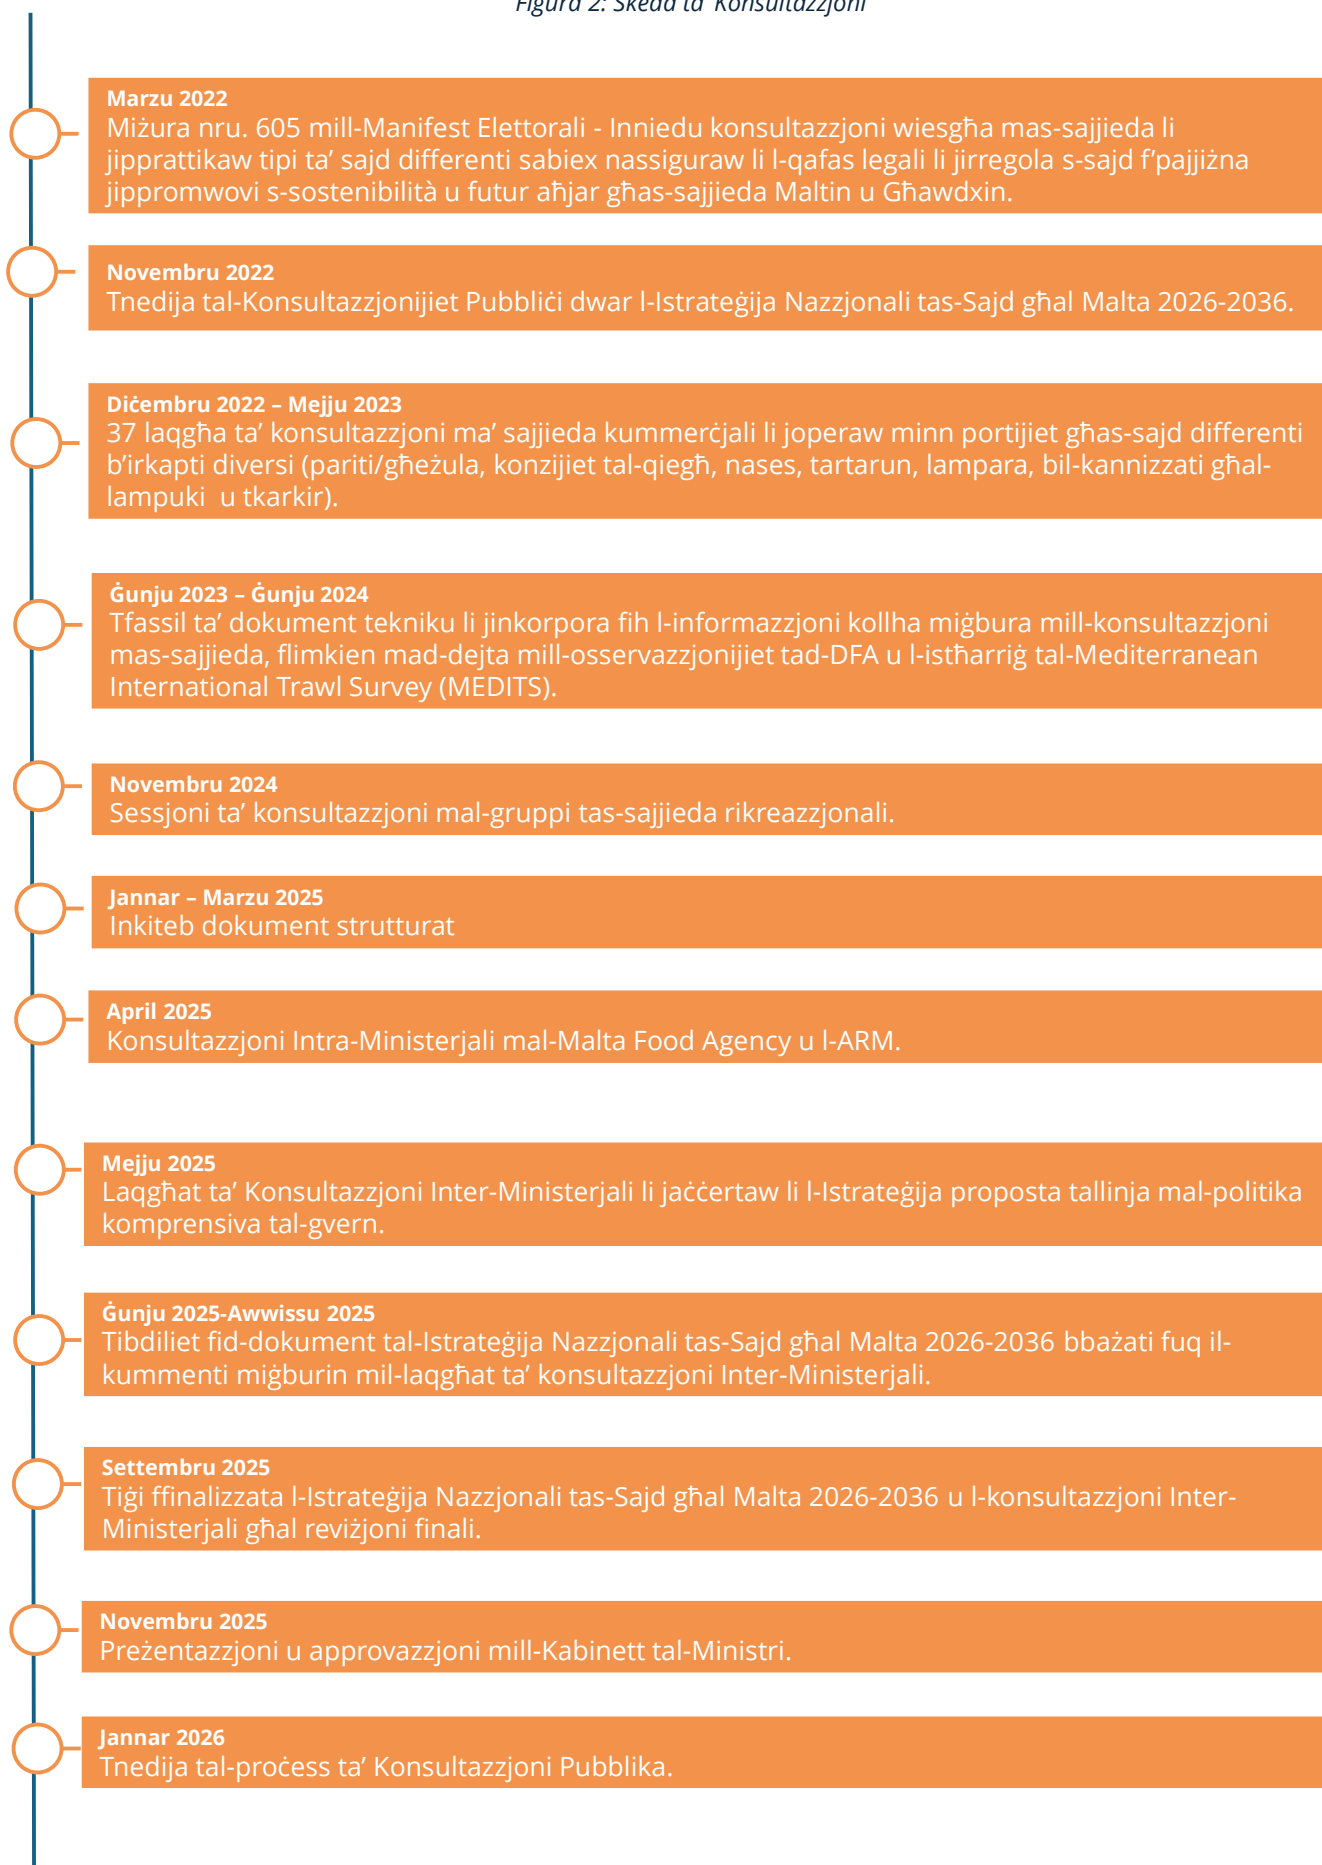 Figura 2: Skeda ta' Konsultazzjoni
Marzu 2022
Miżura nru. 605 mill-Manifest Elettorali - Inniedu konsultazzjoni wiesgħa mas-sajjieda li
jipprattikaw tipi ta’ sajd differenti sabiex nassiguraw li l-qafas legali li jirregola s-sajd f’pajjiżna
jippromwovi s-sostenibilità u futur aħjar għas-sajjieda Maltin u Għawdxin.
Novembru 2022
Tnedija tal-Konsultazzjonijiet Pubbliċi dwar l-Istrateġija Nazzjonali tas-Sajd għal Malta 2026-2036.
Diċembru 2022 – Mejju 2023
37 laqgħa ta’ konsultazzjoni ma’ sajjieda kummerċjali li joperaw minn portijiet għas-sajd differenti
b’irkapti diversi (pariti/għeżula, konzijiet tal-qiegħ, nases, tartarun, lampara, bil-kannizzati għal-
lampuki  u tkarkir).
Ġunju 2023 – Ġunju 2024
Tfassil ta’ dokument tekniku li jinkorpora fih l-informazzjoni kollha miġbura mill-konsultazzjoni
mas-sajjieda, flimkien mad-dejta mill-osservazzjonijiet tad-DFA u l-istħarriġ tal-Mediterranean
International Trawl Survey (MEDITS).
Novembru 2024
Sessjoni ta’ konsultazzjoni mal-gruppi tas-sajjieda rikreazzjonali.
Jannar – Marzu 2025
Inkiteb dokument strutturat
April 2025
Konsultazzjoni Intra-Ministerjali mal-Malta Food Agency u l-ARM.
Mejju 2025
Laqgħat ta’ Konsultazzjoni Inter-Ministerjali li jaċċertaw li l-Istrateġija proposta tallinja mal-politika
komprensiva tal-gvern.
Ġunju 2025-Awwissu 2025
Tibdiliet fid-dokument tal-Istrateġija Nazzjonali tas-Sajd għal Malta 2026-2036 bbażati fuq il-
kummenti miġburin mil-laqgħat ta’ konsultazzjoni Inter-Ministerjali.
Settembru 2025
Tiġi ffinalizzata l-Istrateġija Nazzjonali tas-Sajd għal Malta 2026-2036 u l-konsultazzjoni Inter-
Ministerjali għal reviżjoni finali.
Novembru 2025
Preżentazzjoni u approvazzjoni mill-Kabinett tal-Ministri.
Jannar 2026
Tnedija tal-proċess ta’ Konsultazzjoni Pubblika.